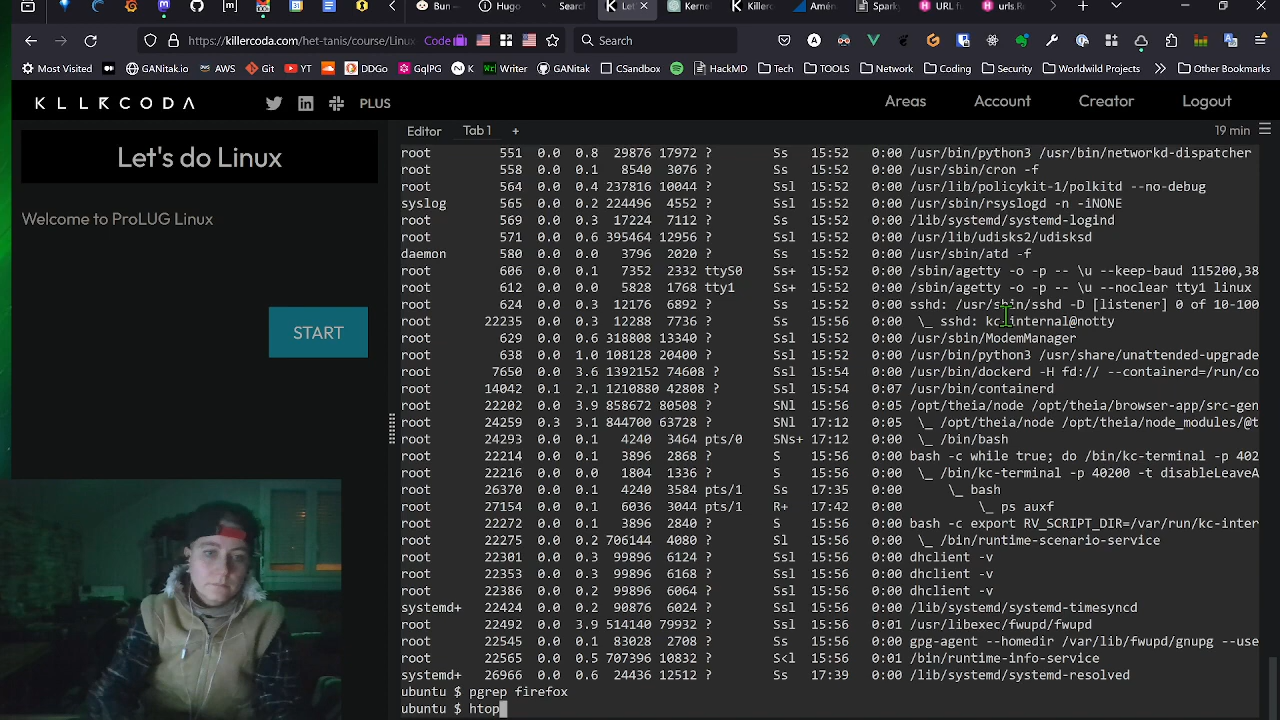 Bun —
Hugo
Searc
Let
Kernel
Killerc
Amén
Spark
URL fu
urls.Re
https://killercoda.com/het-tanis/course/Linux
Code
Search
Most Visited
GANitak.io
AWS
Git
YT
DDGo
GqlPG
N K
Writer
GANitak
CSandbox
HackMD
Tech
TOOLS
Network
Coding
Security
Worldwid Projects
Other Bookmarks
KLLRCODA
PLUS
Areas
Account
Creator
Logout
Let's do Linux
Welcome to ProLUG Linux
START
Editor
Tab 1
+
19 min
root 551 0.0 0.8 29876 17972 ? Ss 15:52 0:00 /usr/bin/python3 /usr/bin/networkd-dispatcher
root 558 0.0 0.1 8540 3076 ? Ss 15:52 0:00 /usr/sbin/cron -f
root 564 0.0 0.4 237816 10044 ? Ssl 15:52 0:00 /usr/lib/policykit-1/polkitd --no-debug
syslog 565 0.0 0.2 224496 4552 ? Ssl 15:52 0:00 /usr/sbin/rsyslogd -n -iNONE
root 569 0.0 0.3 17224 7112 ? Ss 15:52 0:00 /lib/systemd/systemd-logind
root 571 0.0 0.6 395464 12956 ? Ssl 15:52 0:00 /usr/lib/udisks2/udisksd
daemon 580 0.0 0.1 3796 2020 ? Ss 15:52 0:00 /usr/sbin/atd -f
root 606 0.0 0.1 7352 2332 ttyS0 Ss+ 15:52 0:00 /sbin/agetty -o -p -- \u --keep-baud 115200,38
root 612 0.0 0.1 5828 1768 tty1 Ss+ 15:52 0:00 /sbin/agetty -o -p -- \u --noclear tty1 linux
root 624 0.0 0.3 12176 6892 ? Ss 15:52 0:00 sshd: /usr/sbin/sshd -D [listener] 0 of 10-100
root 22235 0.0 0.3 12288 7736 ? Ss 15:56 0:00 \_ sshd: kc-internal@notty
root 629 0.0 0.6 318808 13340 ? Ssl 15:52 0:00 /usr/sbin/ModemManager
root 638 0.0 1.0 108128 20400 ? Ssl 15:52 0:00 /usr/bin/python3 /usr/share/unattended-upgrade
root 7650 0.0 3.6 1392152 74608 ? Ssl 15:54 0:00 /usr/bin/dockerd -H fd:// --containerd=/run/co
root 14042 0.1 2.1 1210880 42808 ? Ssl 15:54 0:07 /usr/bin/containerd
root 22202 0.0 3.9 858672 80508 ? SNl 15:56 0:05 /opt/theia/node /opt/theia/browser-app/src-gen
root 24259 0.3 3.1 844700 63728 ? SNl 17:12 0:05 \_ /opt/theia/node /opt/theia/node_modules/@t
root 24293 0.0 0.1 4240 3464 pts/0 SNs+ 17:12 0:00 \_ /bin/bash
root 22214 0.0 0.1 3896 2868 ? S 15:56 0:00 bash -c while true; do /bin/kc-terminal -p 402
root 22216 0.0 0.0 1804 1336 ? S 15:56 0:00 \_ /bin/kc-terminal -p 40200 -t disableLeaveA
root 26370 0.0 0.1 4240 3584 pts/1 Ss 17:35 0:00 \_ bash
root 27154 0.0 0.1 6036 3044 pts/1 R+ 17:42 0:00 \_ ps auxf
root 22272 0.0 0.1 3896 2840 ? S 15:56 0:00 bash -c export RV_SCRIPT_DIR=/var/run/kc-inter
root 22275 0.0 0.2 706144 4080 ? Sl 15:56 0:00 \_ /bin/runtime-scenario-service
root 22301 0.0 0.3 99896 6124 ? Ssl 15:56 0:00 dhclient -v
root 22353 0.0 0.3 99896 6168 ? Ssl 15:56 0:00 dhclient -v
root 22386 0.0 0.2 99896 6064 ? Ssl 15:56 0:00 dhclient -v
systemd+ 22424 0.0 0.2 90876 6024 ? Ssl 15:56 0:00 /lib/systemd/systemd-timesyncd
root 22492 0.0 3.9 514140 79932 ? Ssl 15:56 0:01 /usr/libexec/fwupd/fwupd
root 22545 0.0 0.1 83028 2708 ? Ss 15:56 0:00 gpg-agent --homedir /var/lib/fwupd/gnupg --use
root 22565 0.0 0.5 707396 10832 ? S<l 15:56 0:01 /bin/runtime-info-service
systemd+ 26966 0.0 0.6 24436 12512 ? Ss 17:39 0:00 /lib/systemd/systemd-resolved
ubuntu $ pgrep firefox
ubuntu $ htop